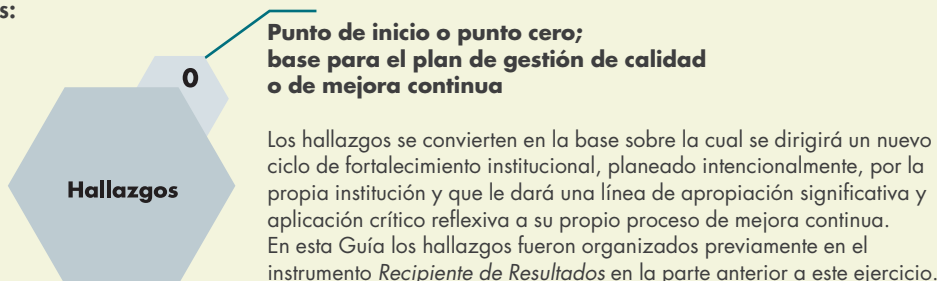 s:
Punto de inicio o punto cero;
base para el plan de gestión de calidad
o de mejora continua
0
Hallazgos
Los hallazgos se convierten en la base sobre la cual se dirigirá un nuevo
ciclo de fortalecimiento institucional, planeado intencionalmente, por la
propia institución y que le dará una línea de apropiación significativa y
aplicación crítico reflexiva a su propio proceso de mejora continua.
En esta Guía los hallazgos fueron organizados previamente en el
instrumento Recipiente de Resultados en la parte anterior a este ejercicio.